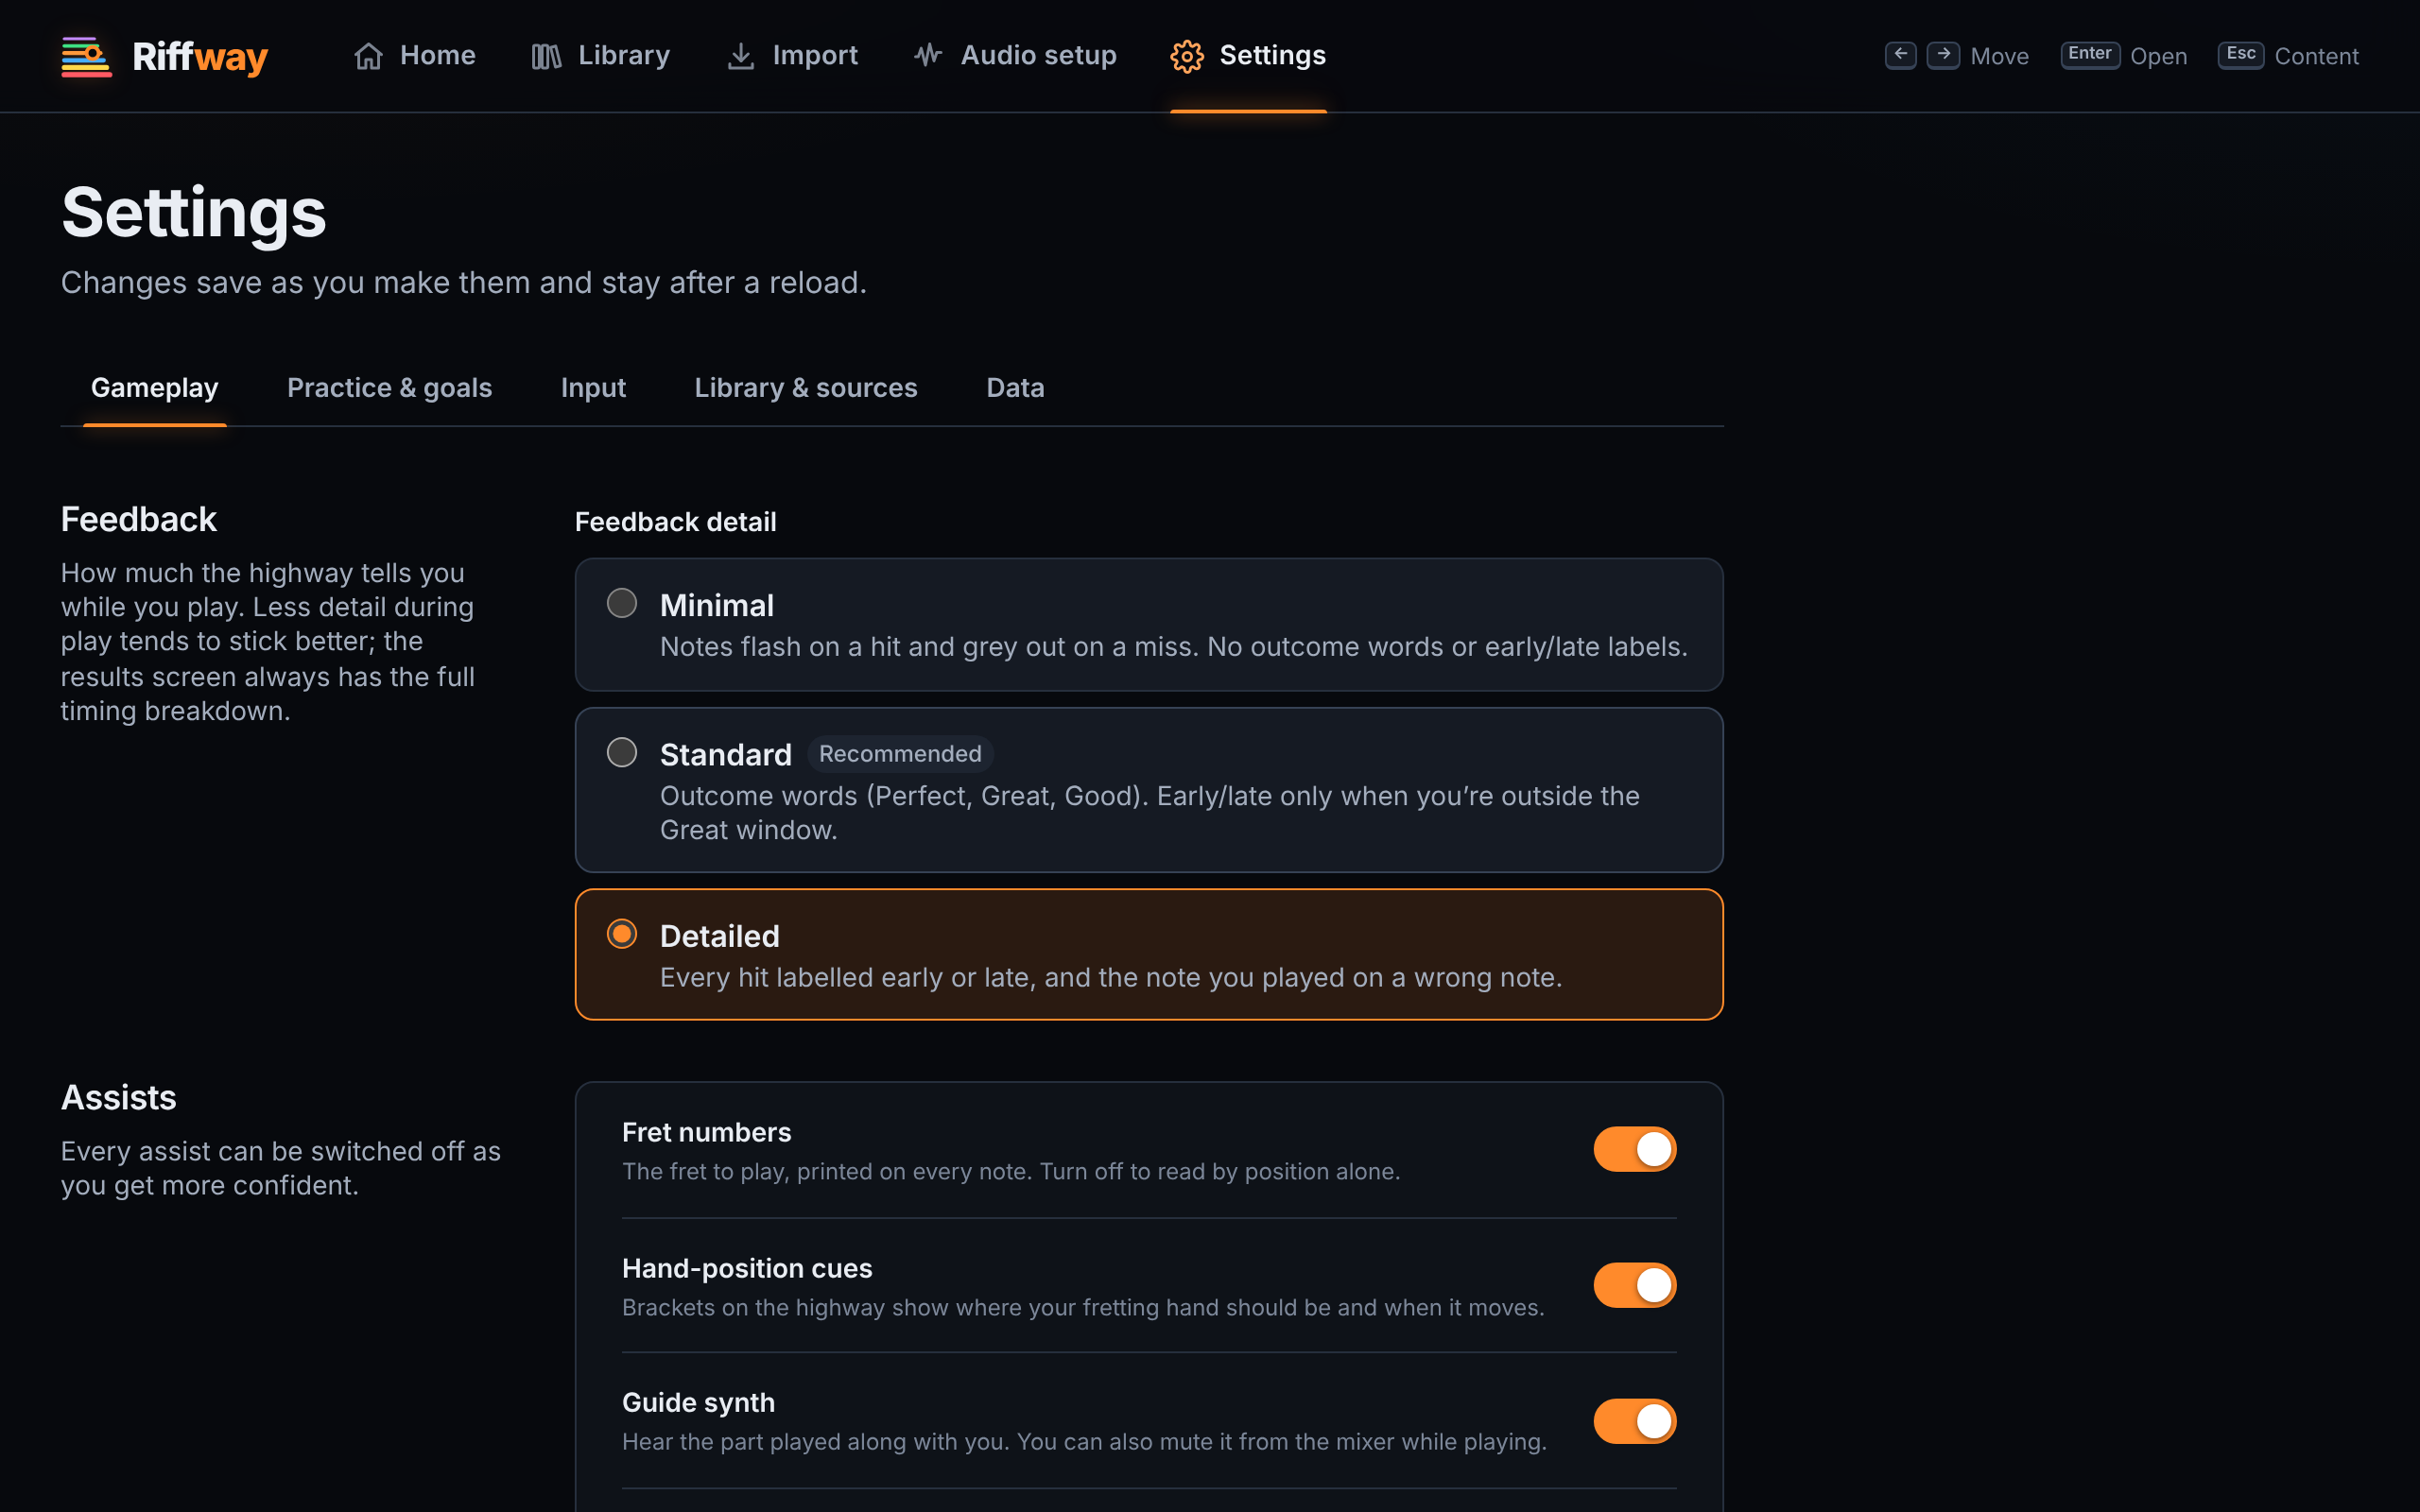 Riffway
Home
Library
Import
Audio setup
Settings
← → Move
Enter Open
Esc Content
Settings
Changes save as you make them and stay after a reload.
Gameplay
Practice & goals
Input
Library & sources
Data
Feedback
How much the highway tells you
while you play. Less detail during
play tends to stick better; the
results screen always has the full
timing breakdown.
Feedback detail
Minimal
Notes flash on a hit and grey out on a miss. No outcome words or early/late labels.
Standard Recommended
Outcome words (Perfect, Great, Good). Early/late only when you’re outside the
Great window.
Detailed
Every hit labelled early or late, and the note you played on a wrong note.
Assists
Every assist can be switched off as
you get more confident.
Fret numbers
The fret to play, printed on every note. Turn off to read by position alone.
Hand-position cues
Brackets on the highway show where your fretting hand should be and when it moves.
Guide synth
Hear the part played along with you. You can also mute it from the mixer while playing.